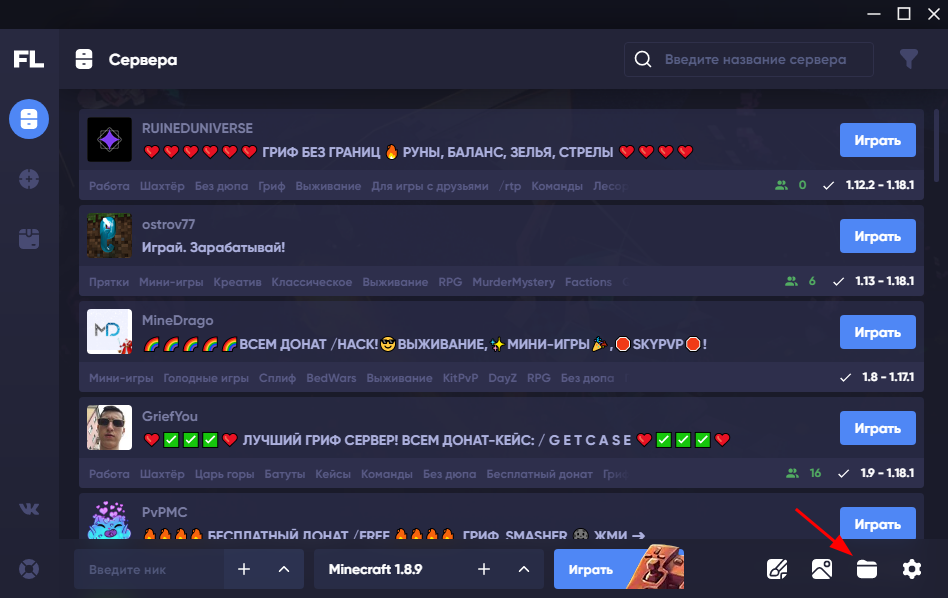 FL
Сервера
Введите название сервера
RUINEDUNIVERSE
❤️❤️❤️❤️❤️❤️ ГРИФ БЕЗ ГРАНИЦ 🔥 РУНЫ, БАЛАНС, ЗЕЛЬЯ, СТРЕЛЫ ❤️❤️❤️❤️
Играть
Работа Шахтёр Без дюпа Гриф Выживание Для игры с друзьями /rtp Команды
0 1.12.2 - 1.18.1
ostrov77
Играй. Зарабатывай!
Играть
Прятки Мини-игры Креатив Классическое Выживание RPG MurderMystery Factions
6 1.13 - 1.18.1
MD
MineDrago
🌈🌈🌈🌈🌈ВСЕМ ДОНАТ /НАСК!😎ВЫЖИВАНИЕ,✨МИНИ-ИГРЫ🎉,🛑SKYPVP🛑!
Играть
Мини-игры Голодные игры Сплиф BedWars Выживание KitPvP DayZ RPG Без дюпа
1.8 - 1.17.1
GriefYou
❤️✅✅✅❤️ ЛУЧШИЙ ГРИФ СЕРВЕР! ВСЕМ ДОНАТ-КЕЙС: / G E T C A S E ❤️✅✅✅❤️
Играть
Работа Шахтёр Царь горы Батуты Кейсы Команды Без дюпа Бесплатный донат
16 1.9 - 1.18.1
PvPMC
🔥🔥🔥🔥 БЕСПЛАТНЫЙ ДОНАТ /FREE 🔥🔥🔥🔥 ГРИФ, SMASHER ЖМИ →
Играть
Введите ник
Minecraft 1.8.9
Играть